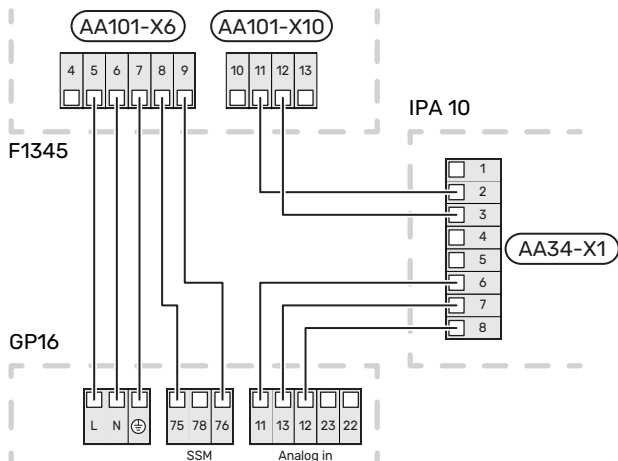 AA101-X6 AA101-X10
4 5 6 7 8 9 10 11 12 13
IPA 10
F1345
1
2
3
4
AA34-X1
5
6
7
8
GP16
L N 75 78 76 11 13 12 23 22
SSM Analog in